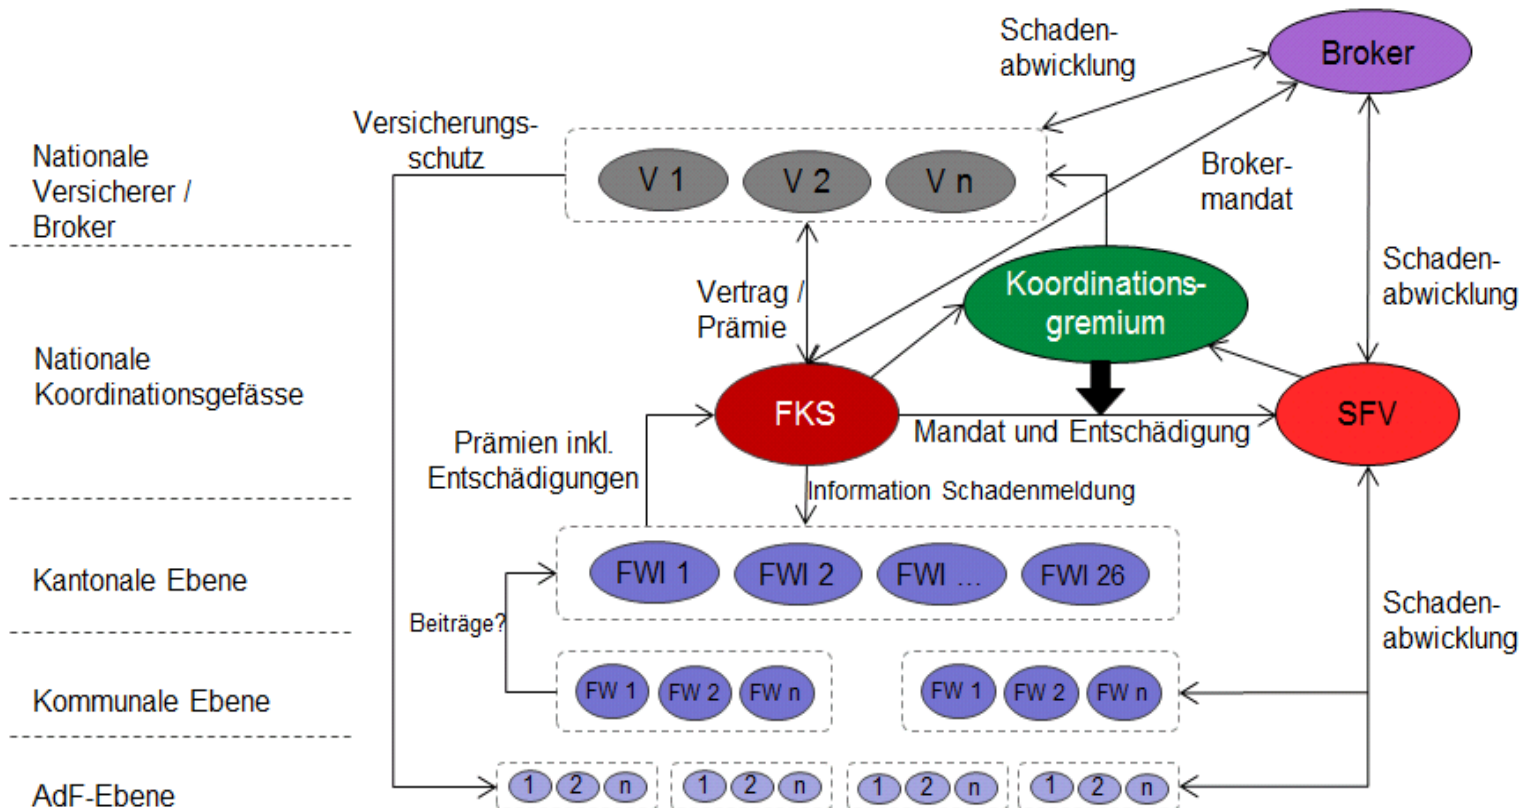 Schaden-
abwicklung
Broker
Versicherungs-
schutz
Nationale
Versicherer /
Broker
V 1
V 2
V n
Broker-
mandat
Schaden-
abwicklung
Koordinations-
gremium
Vertrag /
Prämie
Nationale
Koordinationsgefässe
FKS
SFV
Mandat und Entschädigung
Prämien inkl.
Entschädigungen
Information Schadenmeldung
Kantonale Ebene
FWI 1
FWI 2
FWI ...
FWI 26
Beiträge?
Schaden-
abwicklung
Kommunale Ebene
FW 1
FW 2
FW n
FW 1
FW 2
FW n
AdF-Ebene
1
2
n
1
2
n
1
2
n
1
2
n